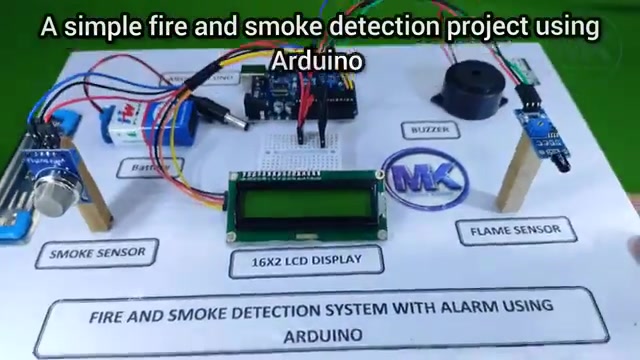 A simple fire and smoke detection project using
Arduino
BUZZER
Battery
MK
SMOKE SENSOR
16X2 LCD DISPLAY
FLAME SENSOR
FIRE AND SMOKE DETECTION SYSTEM WITH ALARM USING
ARDUINO